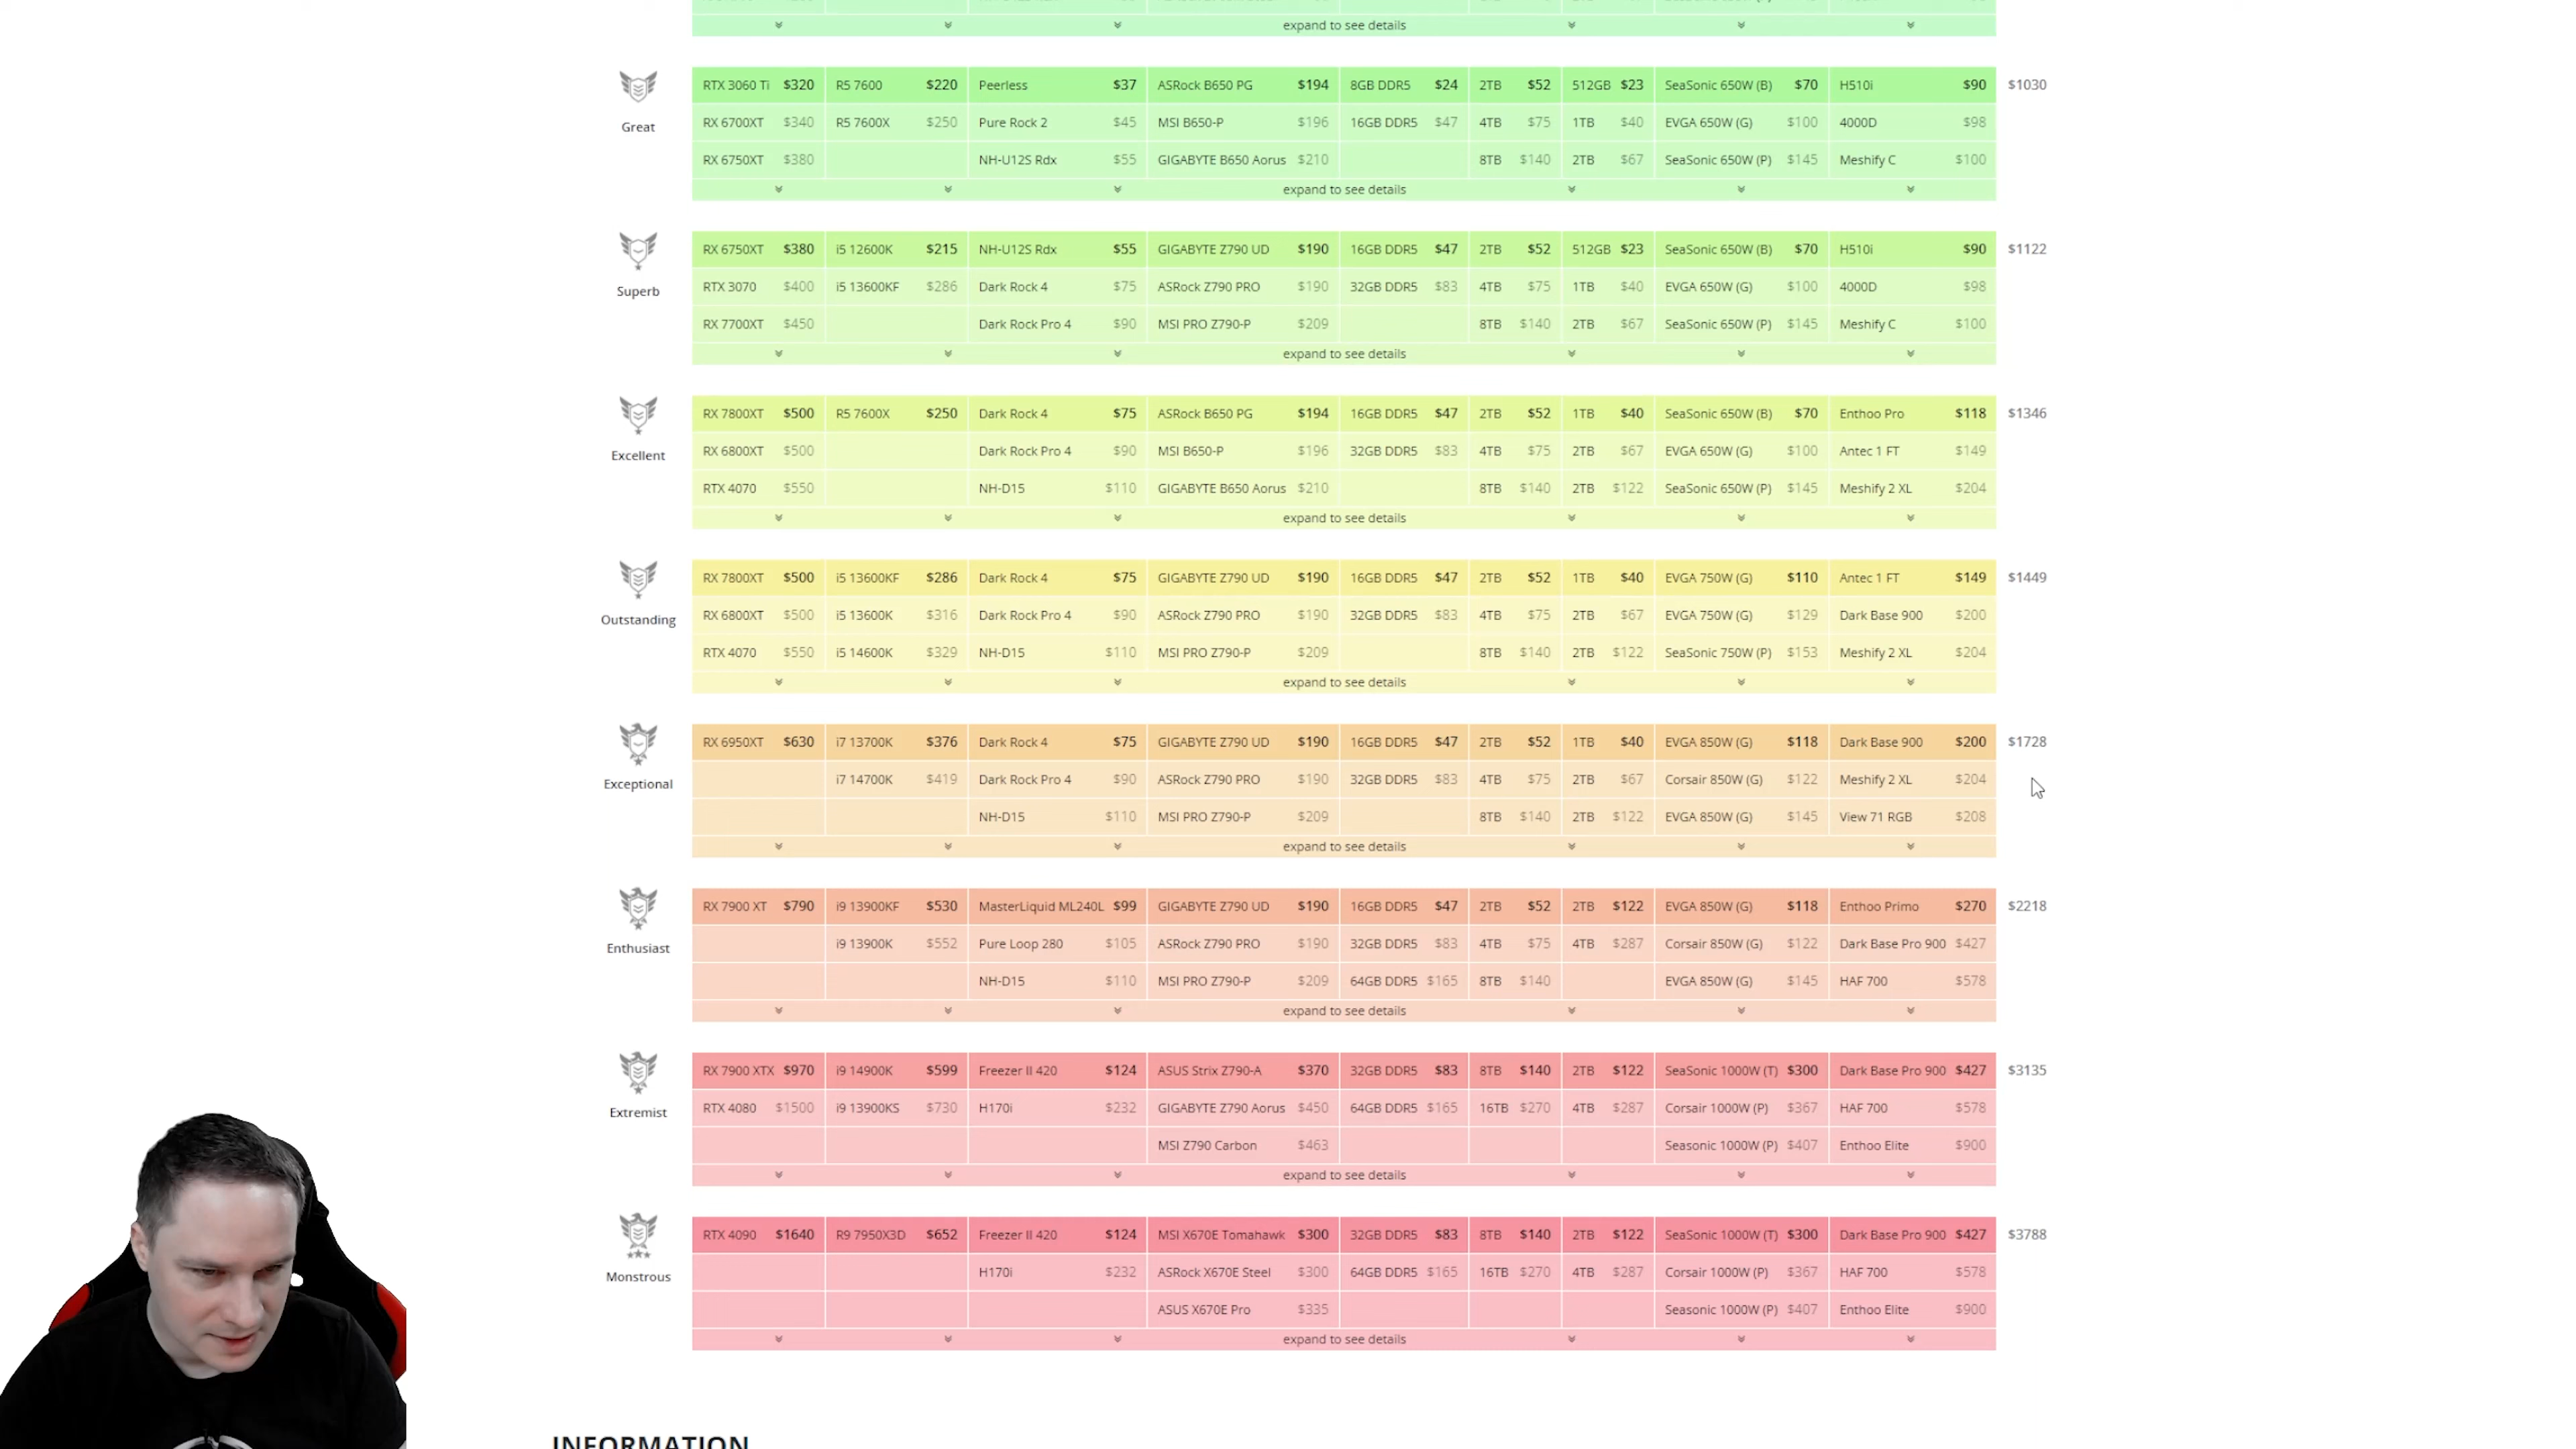 expand to see details
RTX 3060 Ti $320 R5 7600 $220 Peerless $37 ASRock B650 PG $194 8GB DDR5 $24 2TB $52 512GB $23 SeaSonic 650W (B) $70 H510i $90 $1030
Great RX 6700XT $340 R5 7600X $250 Pure Rock 2 $45 MSI B650-P $196 16GB DDR5 $47 4TB $75 1TB $40 EVGA 650W (G) $100 4000D $98
RX 6750XT $380 NH-U12S Rdx $55 GIGABYTE B650 Aorus $210 8TB $140 2TB $67 SeaSonic 650W (P) $145 Meshify C $100
expand to see details
RX 6750XT $380 i5 12600K $215 NH-U12S Rdx $55 GIGABYTE Z790 UD $190 16GB DDR5 $47 2TB $52 512GB $23 SeaSonic 650W (B) $70 H510i $90 $1122
Superb RTX 3070 $400 i5 13600KF $286 Dark Rock 4 $75 ASRock Z790 PRO $190 32GB DDR5 $83 4TB $75 1TB $40 EVGA 650W (G) $100 4000D $98
RX 7700XT $450 Dark Rock Pro 4 $90 MSI PRO Z790-P $209 8TB $140 2TB $67 SeaSonic 650W (P) $145 Meshify C $100
expand to see details
RX 7800XT $500 R5 7600X $250 Dark Rock 4 $75 ASRock B650 PG $194 16GB DDR5 $47 2TB $52 1TB $40 SeaSonic 650W (B) $70 Enthoo Pro $118 $1346
Excellent RX 6800XT $500 Dark Rock Pro 4 $90 MSI B650-P $196 32GB DDR5 $83 4TB $75 2TB $67 EVGA 650W (G) $100 Antec 1 FT $149
RTX 4070 $550 NH-D15 $110 GIGABYTE B650 Aorus $210 8TB $140 2TB $122 SeaSonic 650W (P) $145 Meshify 2 XL $204
expand to see details
RX 7800XT $500 i5 13600KF $286 Dark Rock 4 $75 GIGABYTE Z790 UD $190 16GB DDR5 $47 2TB $52 1TB $40 EVGA 750W (G) $110 Antec 1 FT $149 $1449
Outstanding RX 6800XT $500 i5 13600K $316 Dark Rock Pro 4 $90 ASRock Z790 PRO $190 32GB DDR5 $83 4TB $75 2TB $67 EVGA 750W (G) $129 Dark Base 900 $200
RTX 4070 $550 i5 14600K $329 NH-D15 $110 MSI PRO Z790-P $209 8TB $140 2TB $122 SeaSonic 750W (P) $153 Meshify 2 XL $204
expand to see details
RX 6950XT $630 i7 13700K $376 Dark Rock 4 $75 GIGABYTE Z790 UD $190 16GB DDR5 $47 2TB $52 1TB $40 EVGA 850W (G) $118 Dark Base 900 $200 $1728
Exceptional i7 14700K $419 Dark Rock Pro 4 $90 ASRock Z790 PRO $190 32GB DDR5 $83 4TB $75 2TB $67 Corsair 850W (G) $122 Meshify 2 XL $204
NH-D15 $110 MSI PRO Z790-P $209 8TB $140 2TB $122 EVGA 850W (G) $145 View 71 RGB $208
expand to see details
RX 7900 XT $790 i9 13900KF $530 MasterLiquid ML240L $99 GIGABYTE Z790 UD $190 16GB DDR5 $47 2TB $52 2TB $122 EVGA 850W (G) $118 Enthoo Primo $270 $2218
Enthusiast i9 13900K $552 Pure Loop 280 $105 ASRock Z790 PRO $190 32GB DDR5 $83 4TB $75 4TB $287 Corsair 850W (G) $122 Dark Base Pro 900 $427
NH-D15 $110 MSI PRO Z790-P $209 64GB DDR5 $165 8TB $140 EVGA 850W (G) $145 HAF 700 $578
expand to see details
RX 7900 XTX $970 i9 14900K $599 Freezer II 420 $124 ASUS Strix Z790-A $370 32GB DDR5 $83 8TB $140 2TB $122 SeaSonic 1000W (T) $300 Dark Base Pro 900 $427 $3135
Extremist RTX 4080 $1500 i9 13900KS $730 H170i $232 GIGABYTE Z790 Aorus $450 64GB DDR5 $165 16TB $270 4TB $287 Corsair 1000W (P) $367 HAF 700 $578
MSI Z790 Carbon $463 Seasonic 1000W (P) $407 Enthoo Elite $900
expand to see details
RTX 4090 $1640 R9 7950X3D $652 Freezer II 420 $124 MSI X670E Tomahawk $300 32GB DDR5 $83 8TB $140 2TB $122 SeaSonic 1000W (T) $300 Dark Base Pro 900 $427 $3788
Monstrous H170i $232 ASRock X670E Steel $300 64GB DDR5 $165 16TB $270 4TB $287 Corsair 1000W (P) $367 HAF 700 $578
ASUS X670E Pro $335 Seasonic 1000W (P) $407 Enthoo Elite $900
expand to see details
INFORMATION